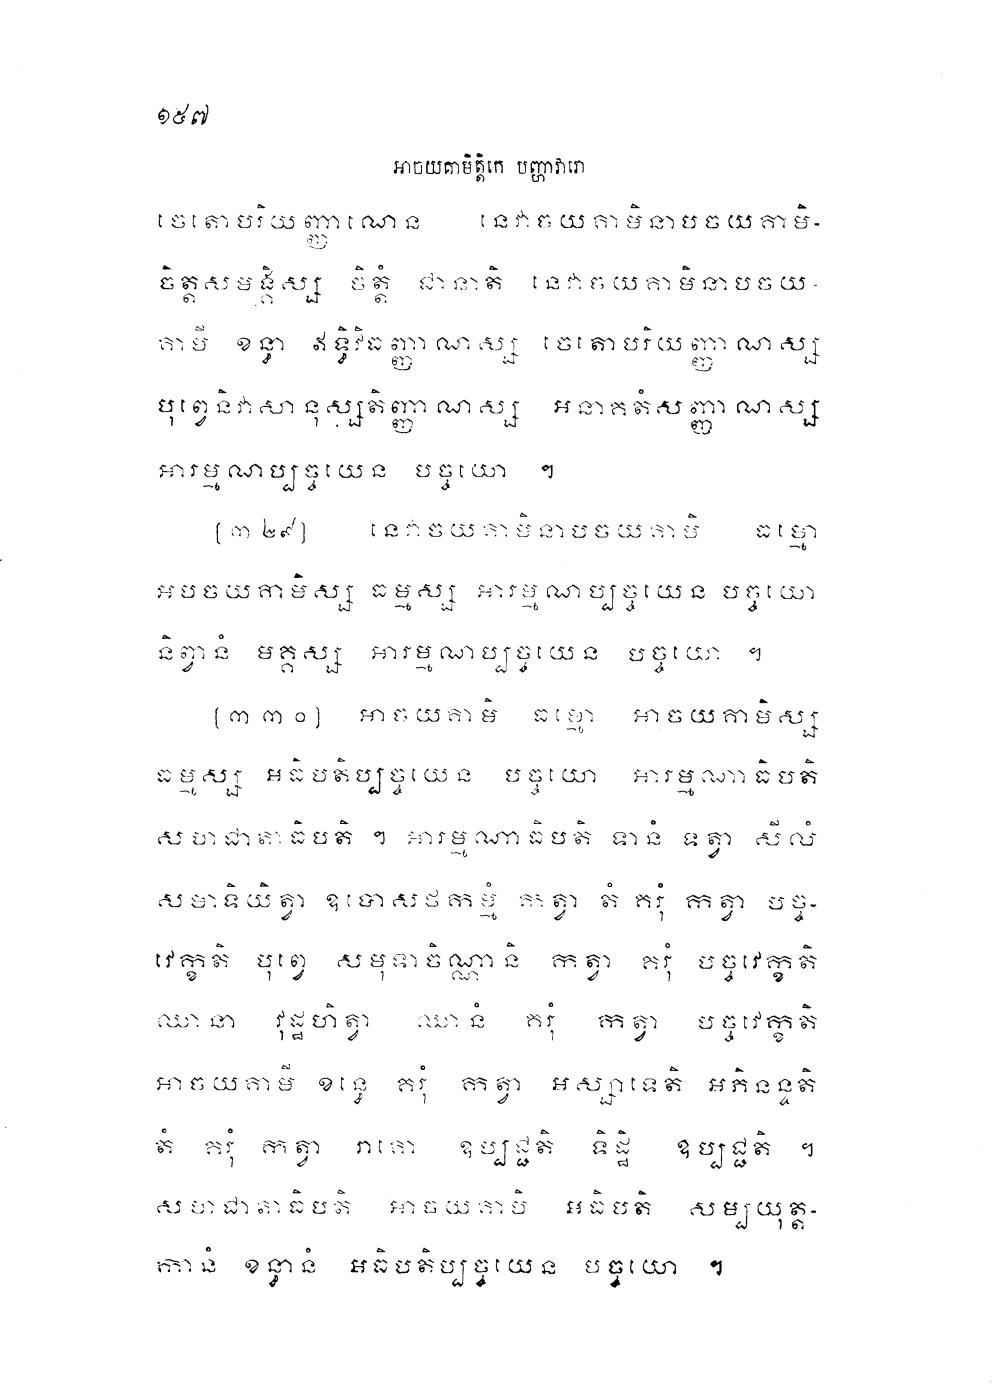 ១៥៧
អាចយគាមិត្តិកេ បញ្ហាវារោ
ចេតោបរិយញ្ញាណេន នេវាចយគាមិនាបចយគាមិ-
ចិត្តសមង្គិស្ស ចិត្តំ ជានាតិ នេវាចយគាមិនាបចយ-
គាមី ខន្ធា ឥទ្ធិវិធញ្ញាណស្ស ចេតោបរិយញ្ញាណស្ស
បុព្វេនិវាសានុស្សតិញ្ញាណស្ស អនាគតំសញ្ញាណស្ស
អារម្មណប្បច្ចយេន បច្ចយោ ។
[៣២៩] នេវាចយគាមិនាបចយគាមិ ធម្មោ
អបចយគាមិស្ស ធម្មស្ស អារម្មណប្បច្ចយេន បច្ចយោ
និព្វានំ មគ្គស្ស អារម្មណប្បច្ចយេន បច្ចយោ ។
[៣៣០] អាចយគាមិ ធម្មោ អាចយគាមិស្ស
ធម្មស្ស អធិបតិប្បច្ចយេន បច្ចយោ អារម្មណាធិបតិ
សហជាតាធិបតិ ។ អារម្មណាធិបតិ ទានំ ទត្វា សីលំ
សមាទិយិត្វា ឧបោសថកម្មំ កត្វា តំ គរុំ កត្វា បច្ច-
វេក្ខតិ បុព្វេ សមុទាចិណ្ណានិ កត្វា គរុំ បច្ចវេក្ខតិ
ឈានា វុដ្ឋហិត្វា ឈានំ គរុំ កត្វា បច្ចវេក្ខតិ
អាចយគាមី ខន្ធេ គរុំ កត្វា អស្សាទេតិ អភិនន្ទតិ
តំ គរុំ កត្វា រាគោ ឧប្បជ្ជតិ ទិដ្ឋិ ឧប្បជ្ជតិ ។
សហជាតាធិបតិ អាចយគាមិ អធិបតិ សម្បយុត្ត-
កានំ ខន្ធានំ អធិបតិប្បច្ចយេន បច្ចយោ ។